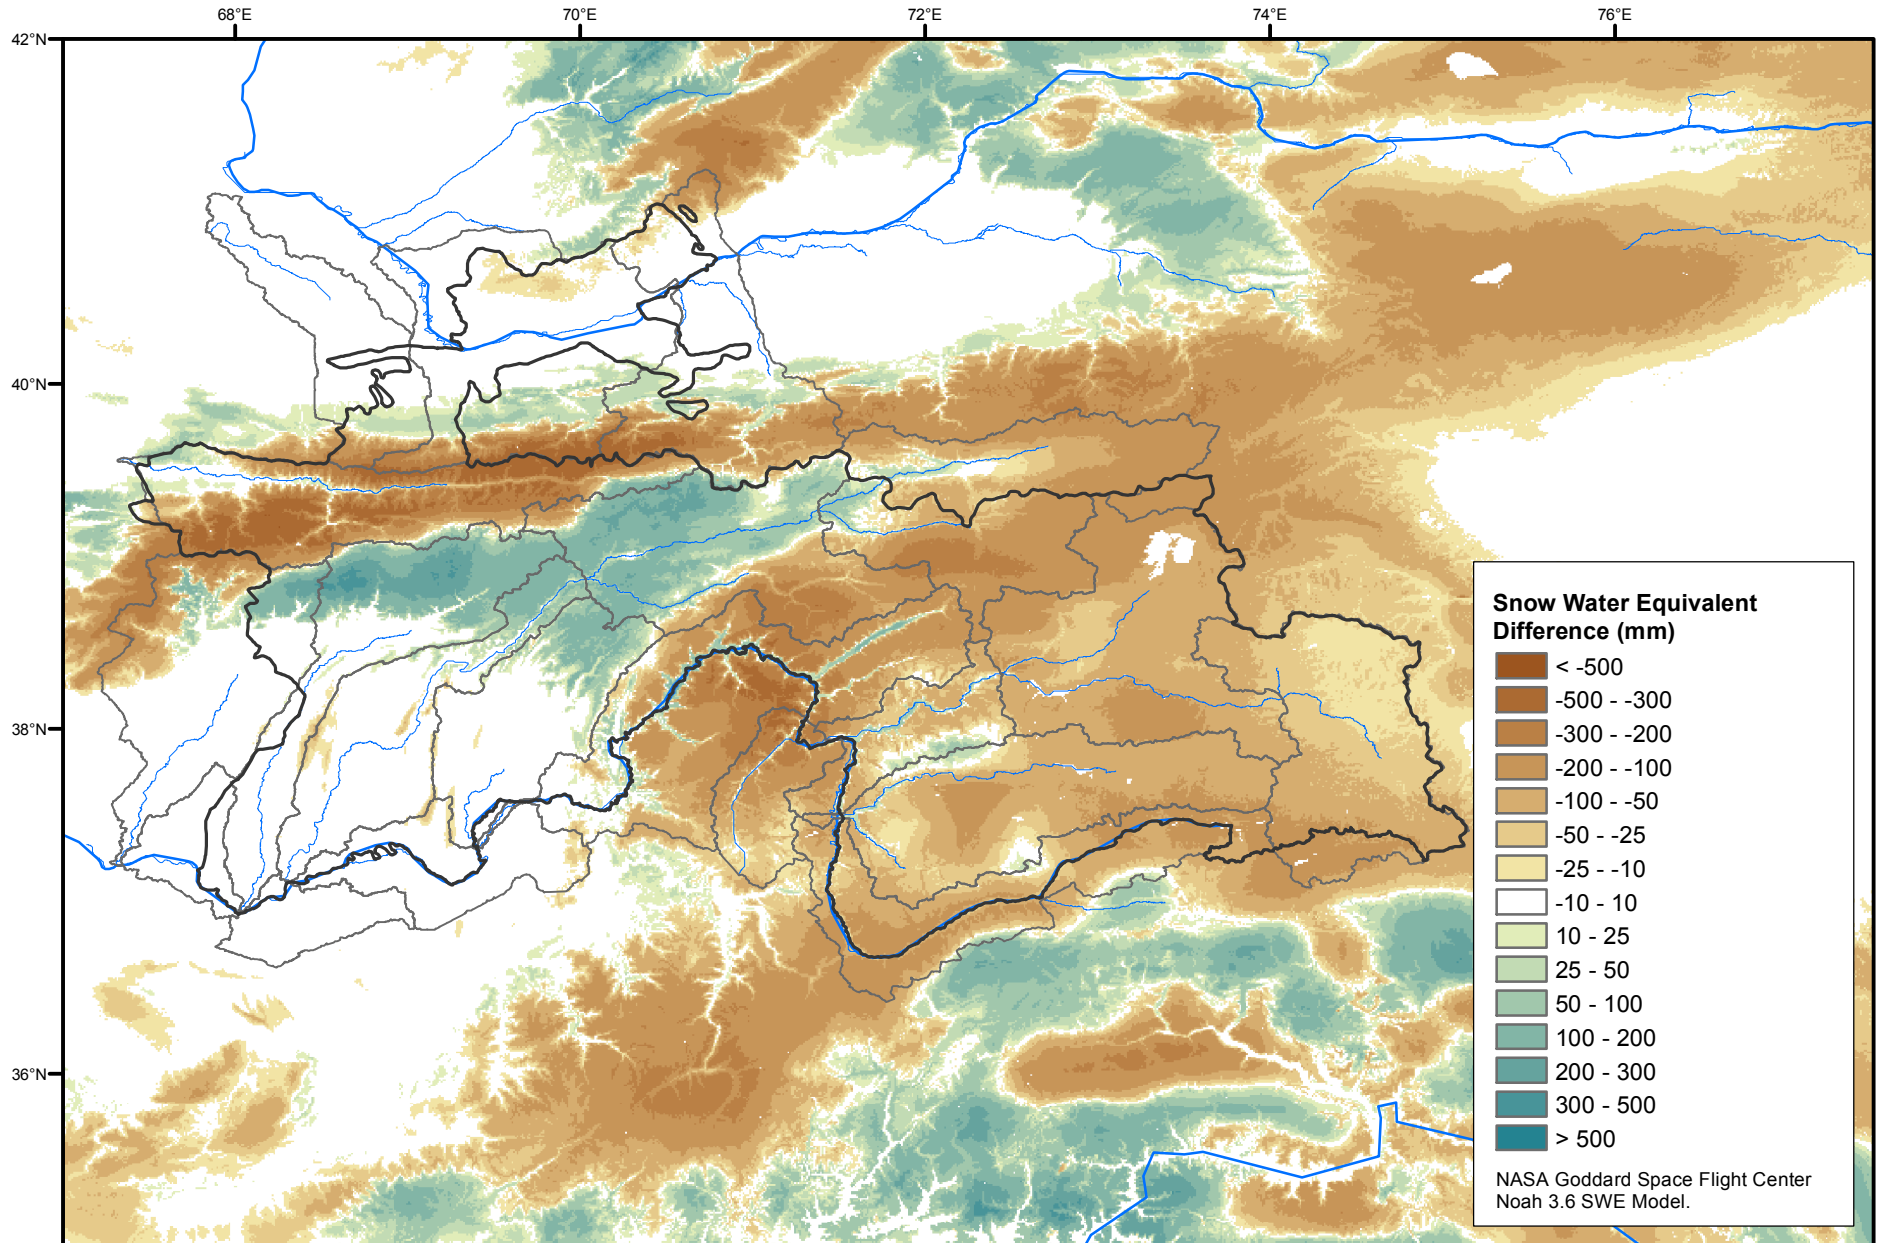 68°E 70°E 72°E 74°E 76°E
42°N
40°N
38°N
36°N
Snow Water Equivalent
Difference (mm)
< -500
-500 - -300
-300 - -200
-200 - -100
-100 - -50
-50 - -25
-25 - -10
-10 - 10
10 - 25
25 - 50
50 - 100
100 - 200
200 - 300
300 - 500
> 500
NASA Goddard Space Flight Center
Noah 3.6 SWE Model.